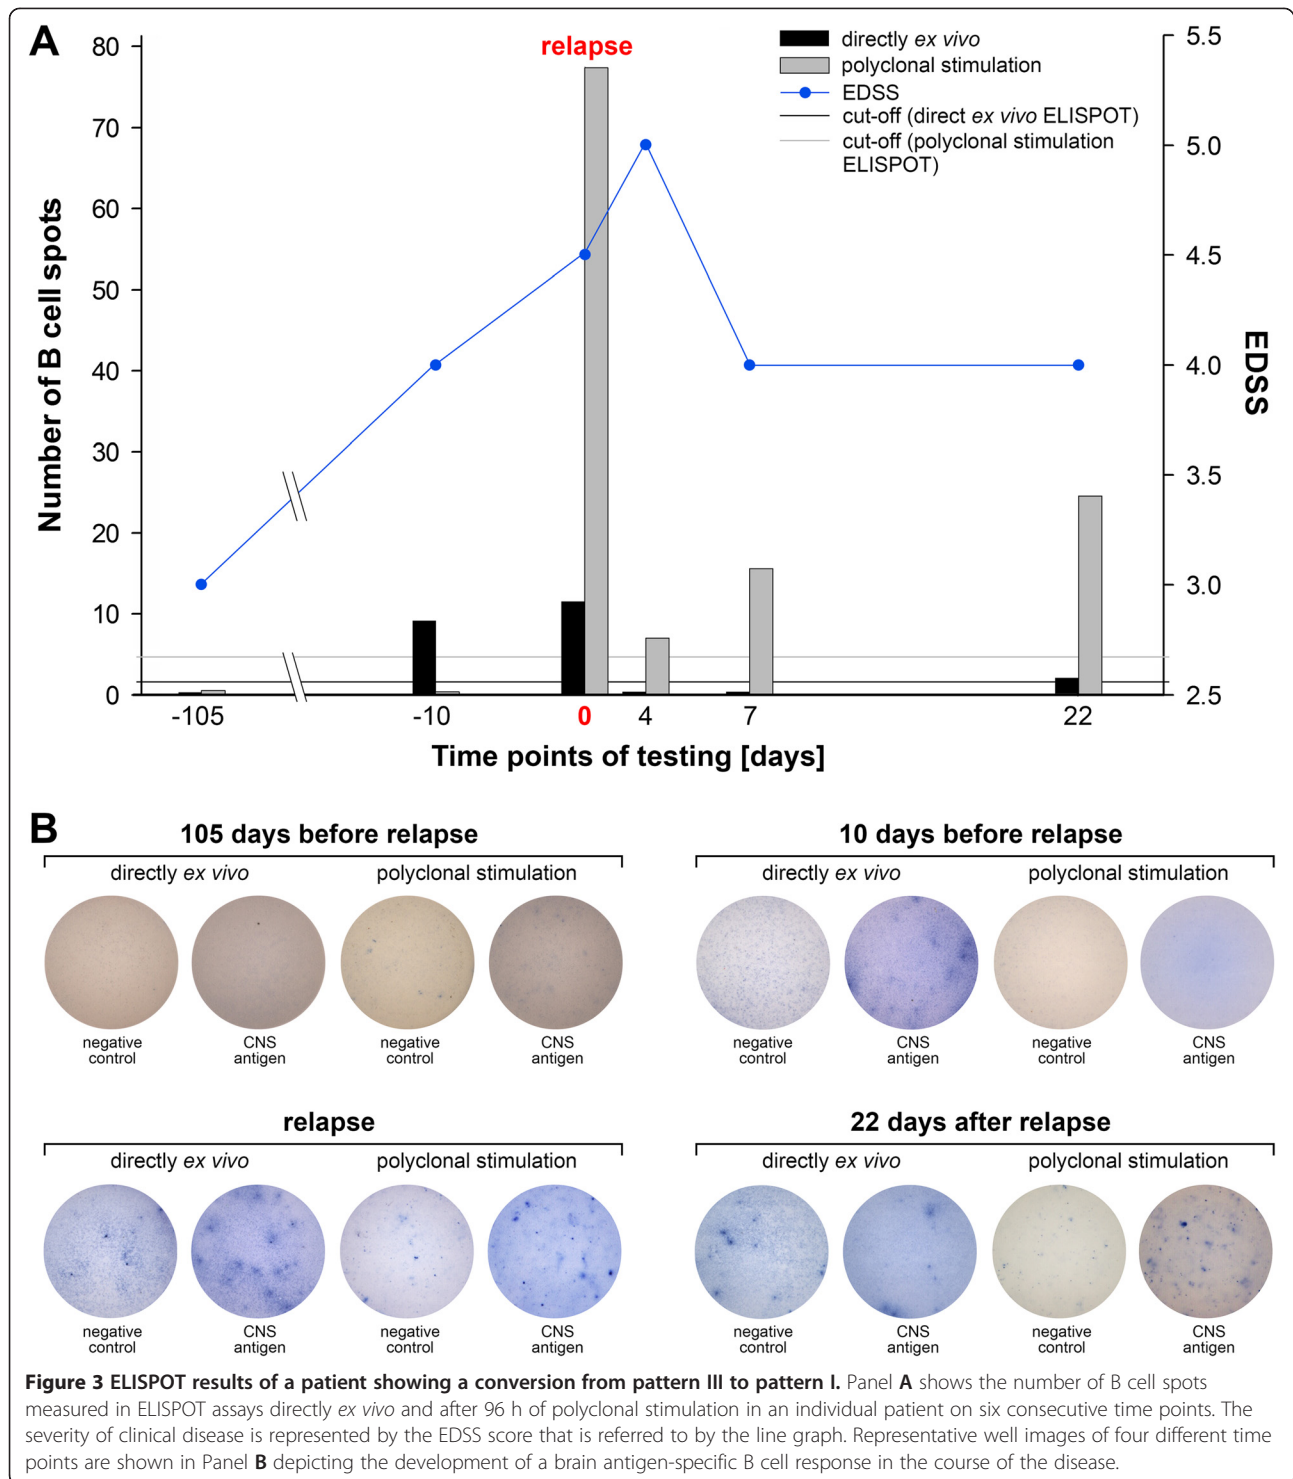 A
relapse
directly ex vivo
polyclonal stimulation
EDSS
cut-off (direct ex vivo ELISPOT)
cut-off (polyclonal stimulation
ELISPOT)
Number of B cell spots
80
70
60
50
40
30
20
10
0
5.5
5.0
4.5
4.0
3.5
3.0
2.5
EDSS
-105 -10 0 4 7 22
Time points of testing [days]
B
105 days before relapse
directly ex vivo polyclonal stimulation
negative
control
CNS
antigen
negative
control
CNS
antigen
10 days before relapse
directly ex vivo polyclonal stimulation
negative
control
CNS
antigen
negative
control
CNS
antigen
relapse
directly ex vivo polyclonal stimulation
negative
control
CNS
antigen
negative
control
CNS
antigen
22 days after relapse
directly ex vivo polyclonal stimulation
negative
control
CNS
antigen
negative
control
CNS
antigen
Figure 3 ELISPOT results of a patient showing a conversion from pattern III to pattern I. Panel A shows the number of B cell spots
measured in ELISPOT assays directly ex vivo and after 96 h of polyclonal stimulation in an individual patient on six consecutive time points. The
severity of clinical disease is represented by the EDSS score that is referred to by the line graph. Representative well images of four different time
points are shown in Panel B depicting the development of a brain antigen-specific B cell response in the course of the disease.